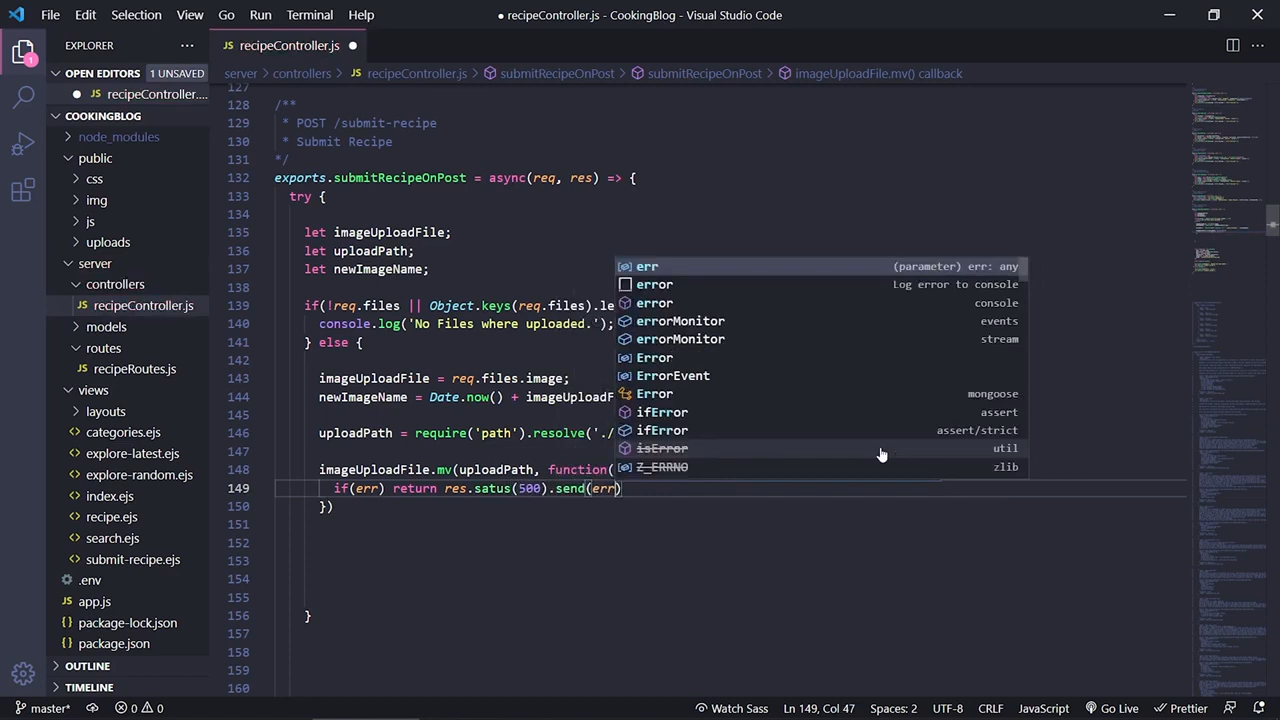 File Edit Selection View Go Run Terminal Help
● recipeController.js - CookingBlog - Visual Studio Code
EXPLORER
OPEN EDITORS 1 UNSAVED
JS recipeController....
COOKINGBLOG
node_modules
public
css
img
js
uploads
server
controllers
JS recipeController.js
models
routes
JS recipeRoutes.js
views
layouts
categories.ejs
explore-latest.ejs
explore-random.ejs
index.ejs
recipe.ejs
search.ejs
submit-recipe.ejs
.env
JS app.js
package-lock.json
package.json
OUTLINE
TIMELINE
JS recipeController.js
server > controllers > JS recipeController.js > submitRecipeOnPost > submitRecipeOnPost > imageUploadFile.mv() callback
127
128 /**
129 * POST /submit-recipe
130 * Submit Recipe
131 */
132 exports.submitRecipeOnPost = async(req, res) => {
133 try {
134
135 let imageUploadFile;
136 let uploadPath;
137 let newImageName;
138
139 if(!req.files || Object.keys(req.files).le
140 console.log('No Files where uploaded.');
141 } else {
142
143 imageUploadFile = req.files.image;
144 newImageName = Date.now() imageUploadF
145
146 uploadPath = require('path').resolve('./
147
148 imageUploadFile.mv(uploadPath, function(
149 if(err) return res.satus(500).send(err)
150 })
151
152
153
154
155
156 }
157
158
159
160
err (parameter) err: any
error Log error to console
error console
errorMonitor events
errorMonitor stream
Error
ErrorEvent
Error mongoose
ifError assert
ifError assert/strict
isError util
Z_ERRNO zlib
1
master* 0 0 Watch Sass Ln 149, Col 47 Spaces: 2 UTF-8 CRLF JavaScript Go Live Prettier